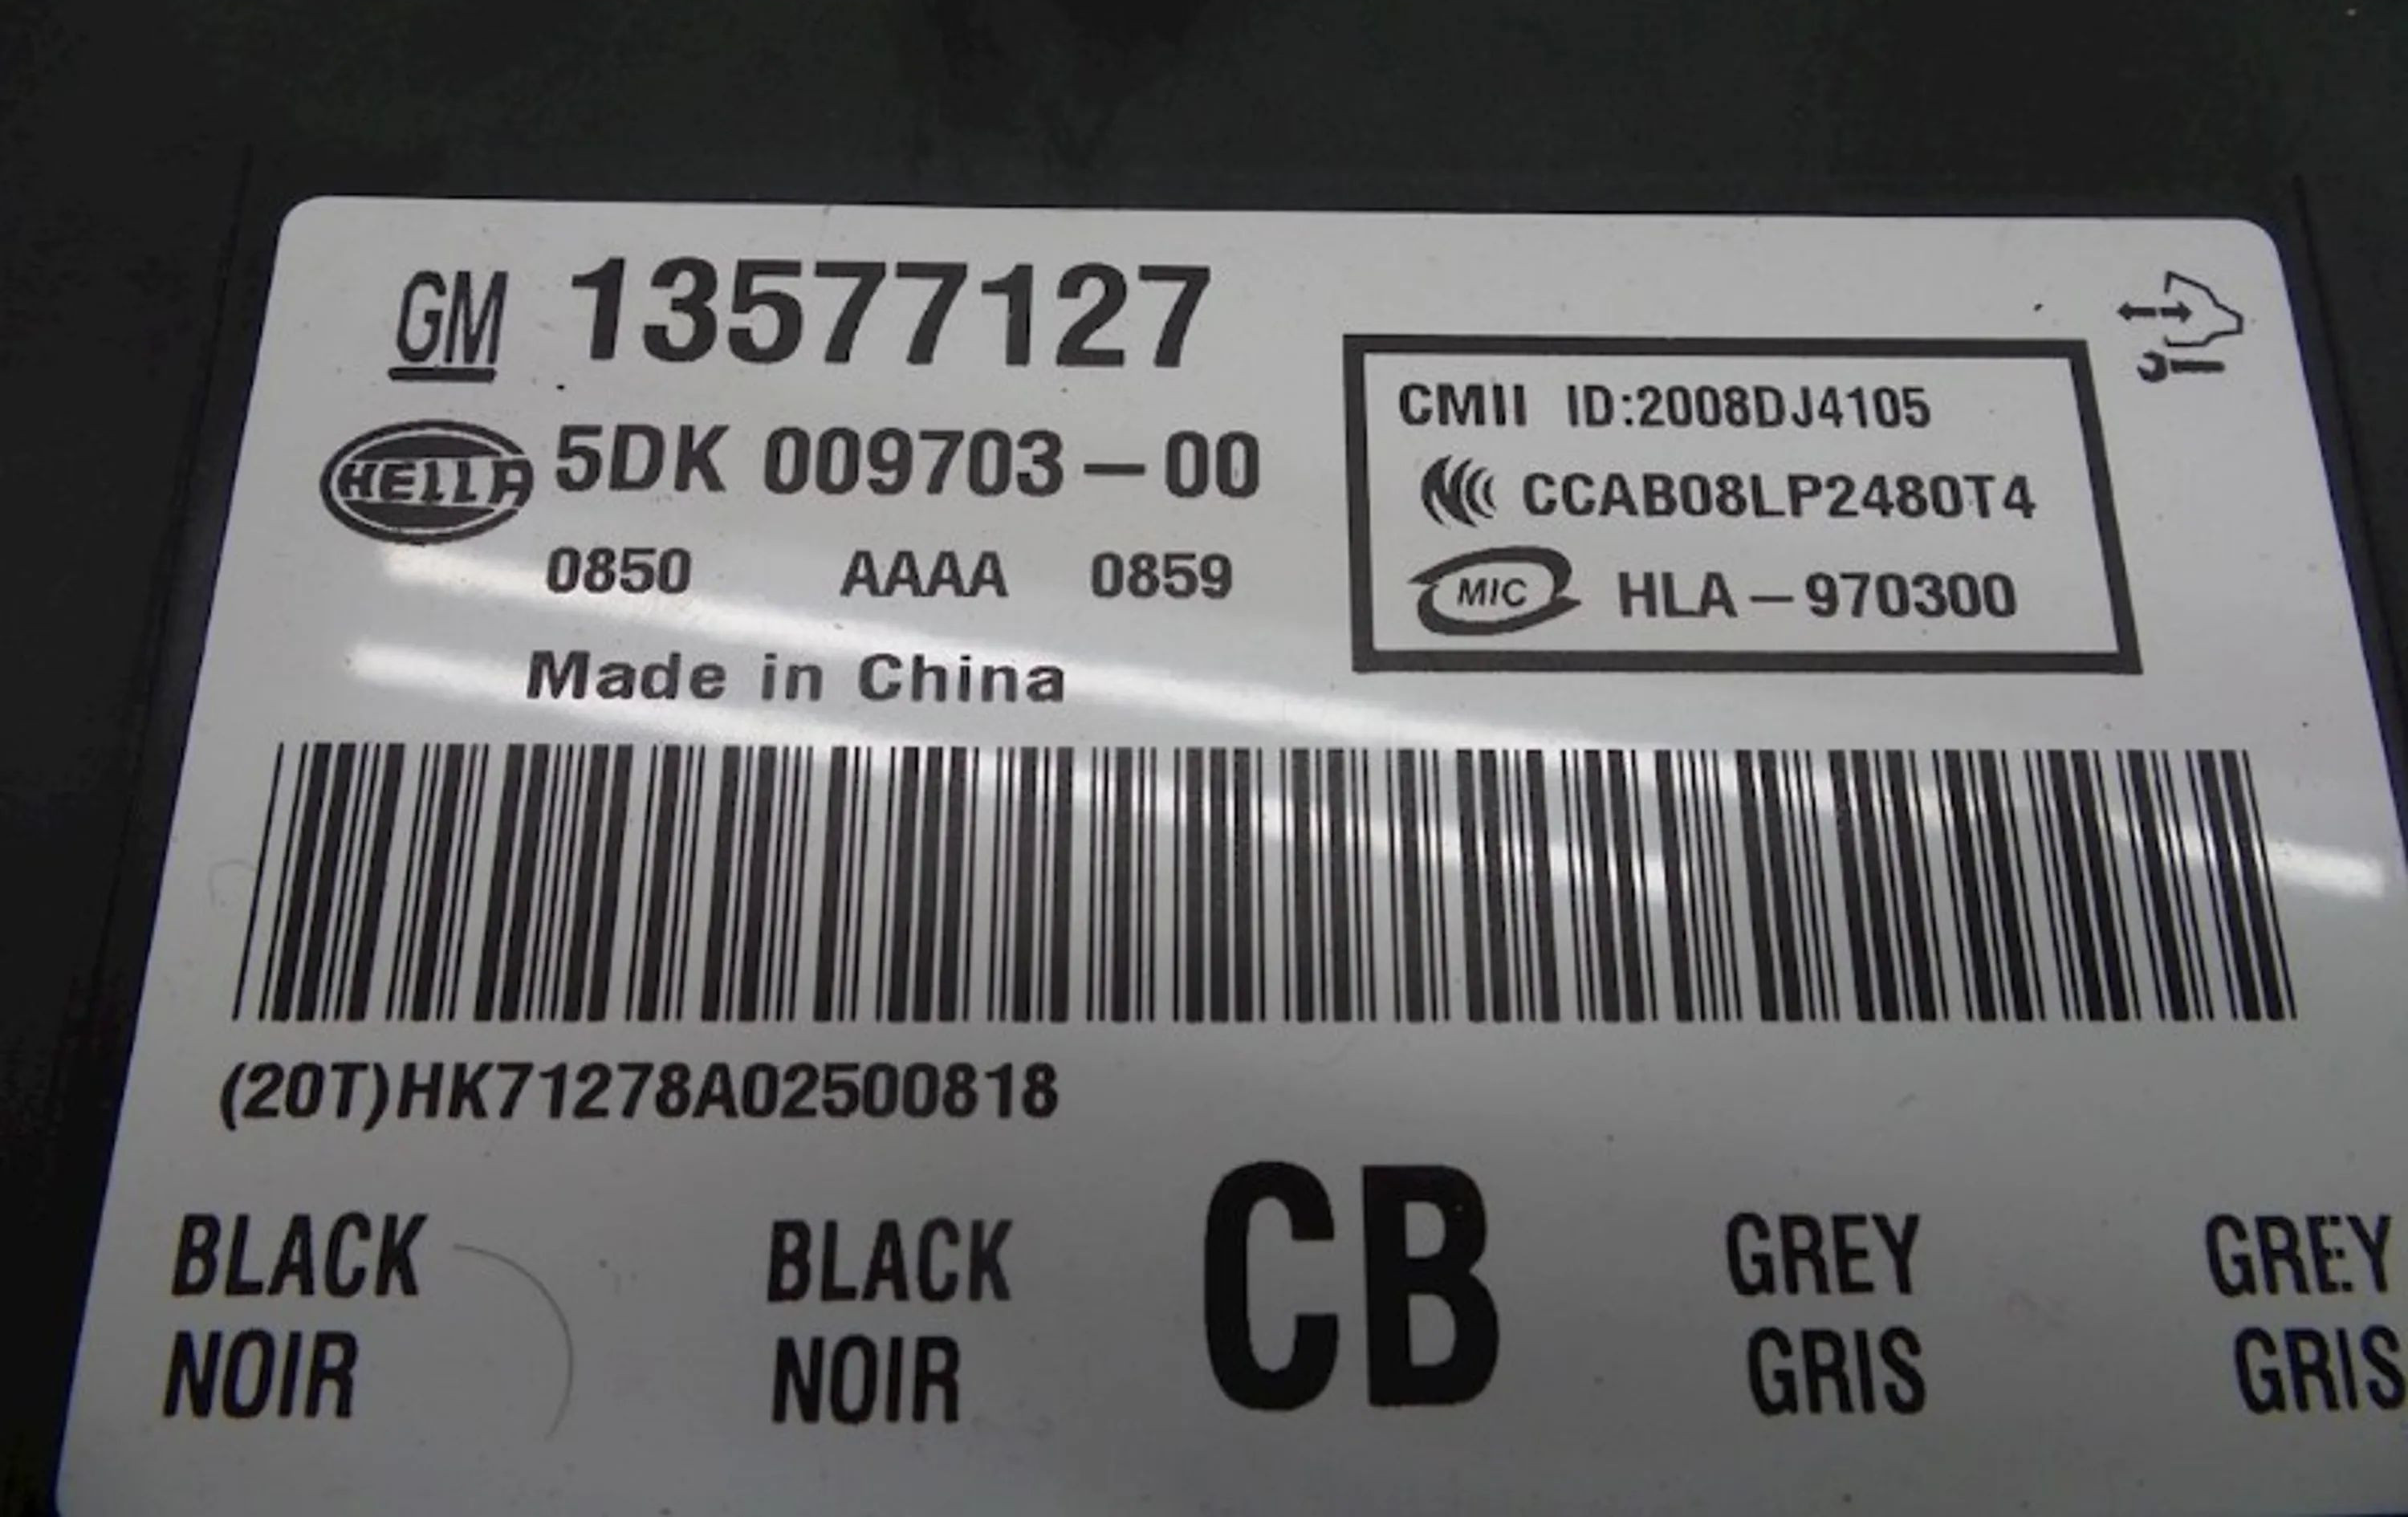 GM 13577127
HELLA 5DK 009703-00
0850 AAAA 0859
Made in China
CMII ID:2008DJ4105
CCAB08LP2480T4
MIC HLA-970300
(20T)HK71278A02500818
BLACK BLACK CB GREY GREY
NOIR NOIR GRIS GRIS